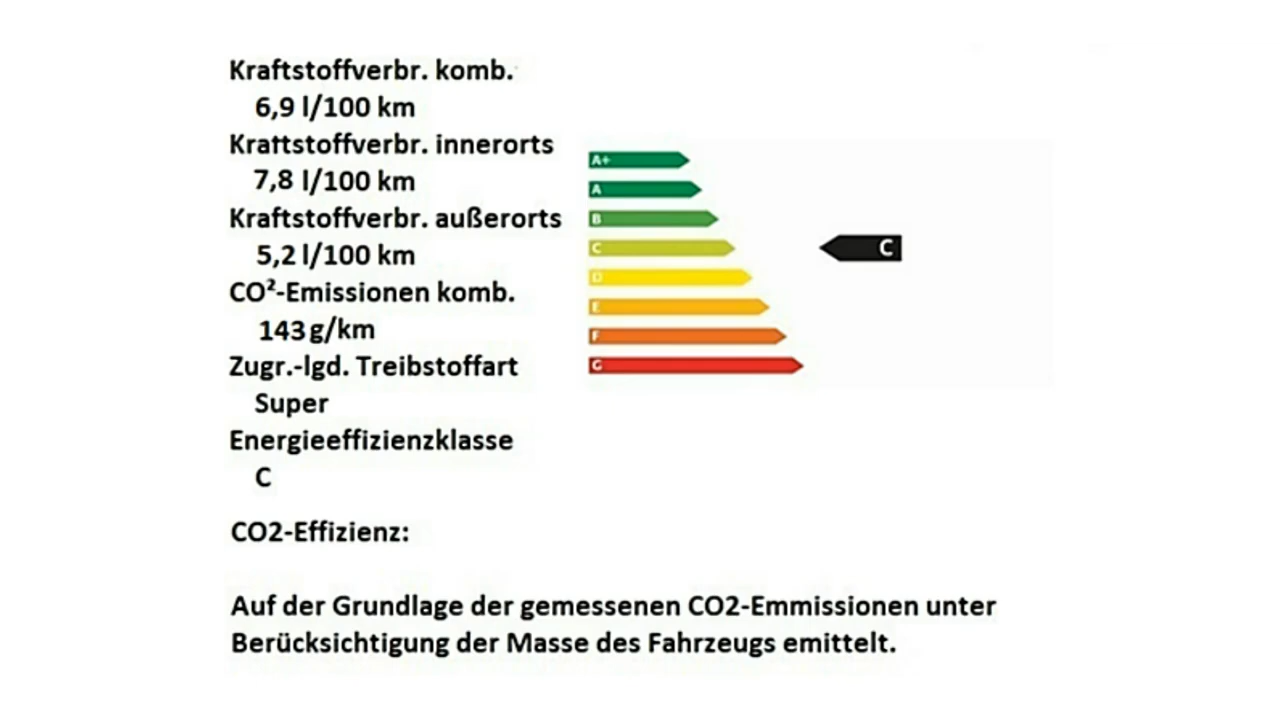 Kraftstoffverbr. komb.
6,9 l/100 km
Krattstoffverbr. innerorts
7,8 l/100 km
Kraftstoffverbr. außerorts
5,2 l/100 km
CO²-Emissionen komb.
143 g/km
Zugr.-lgd. Treibstoffart
Super
Energieeffizienzklasse
C
A+
A
B
C
D
E
F
G
C
CO2-Effizienz:
Auf der Grundlage der gemessenen CO2-Emmissionen unter
Berücksichtigung der Masse des Fahrzeugs emittelt.